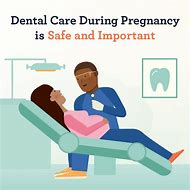 Dental Care During Pregnancy
is Safe and Important